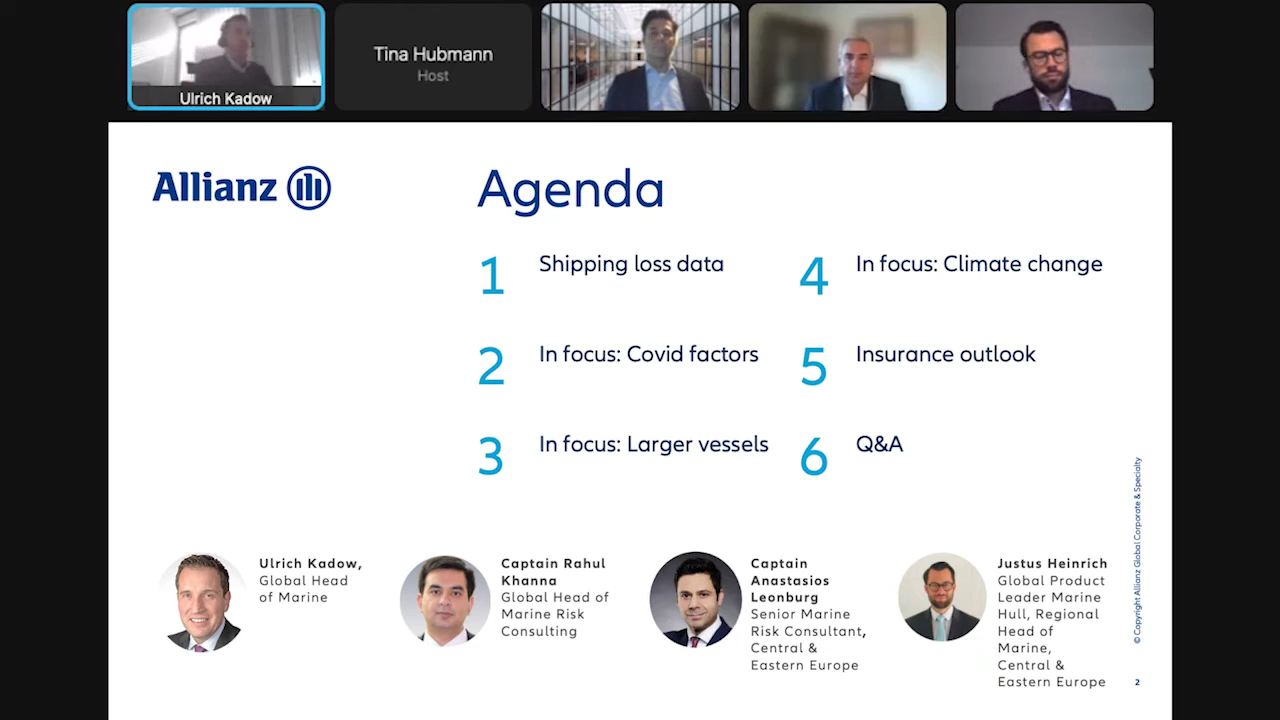 Ulrich Kadow
Tina Hubmann
Host
Allianz
Agenda
1 Shipping loss data
2 In focus: Covid factors
3 In focus: Larger vessels
4 In focus: Climate change
5 Insurance outlook
6 Q&A
Ulrich Kadow,
Global Head
of Marine
Captain Rahul
Khanna
Global Head of
Marine Risk
Consulting
Captain
Anastasios
Leonburg
Senior Marine
Risk Consultant,
Central &
Eastern Europe
Justus Heinrich
Global Product
Leader Marine
Hull, Regional
Head of
Marine,
Central &
Eastern Europe
© Copyright Allianz Global Corporate & Specialty
2